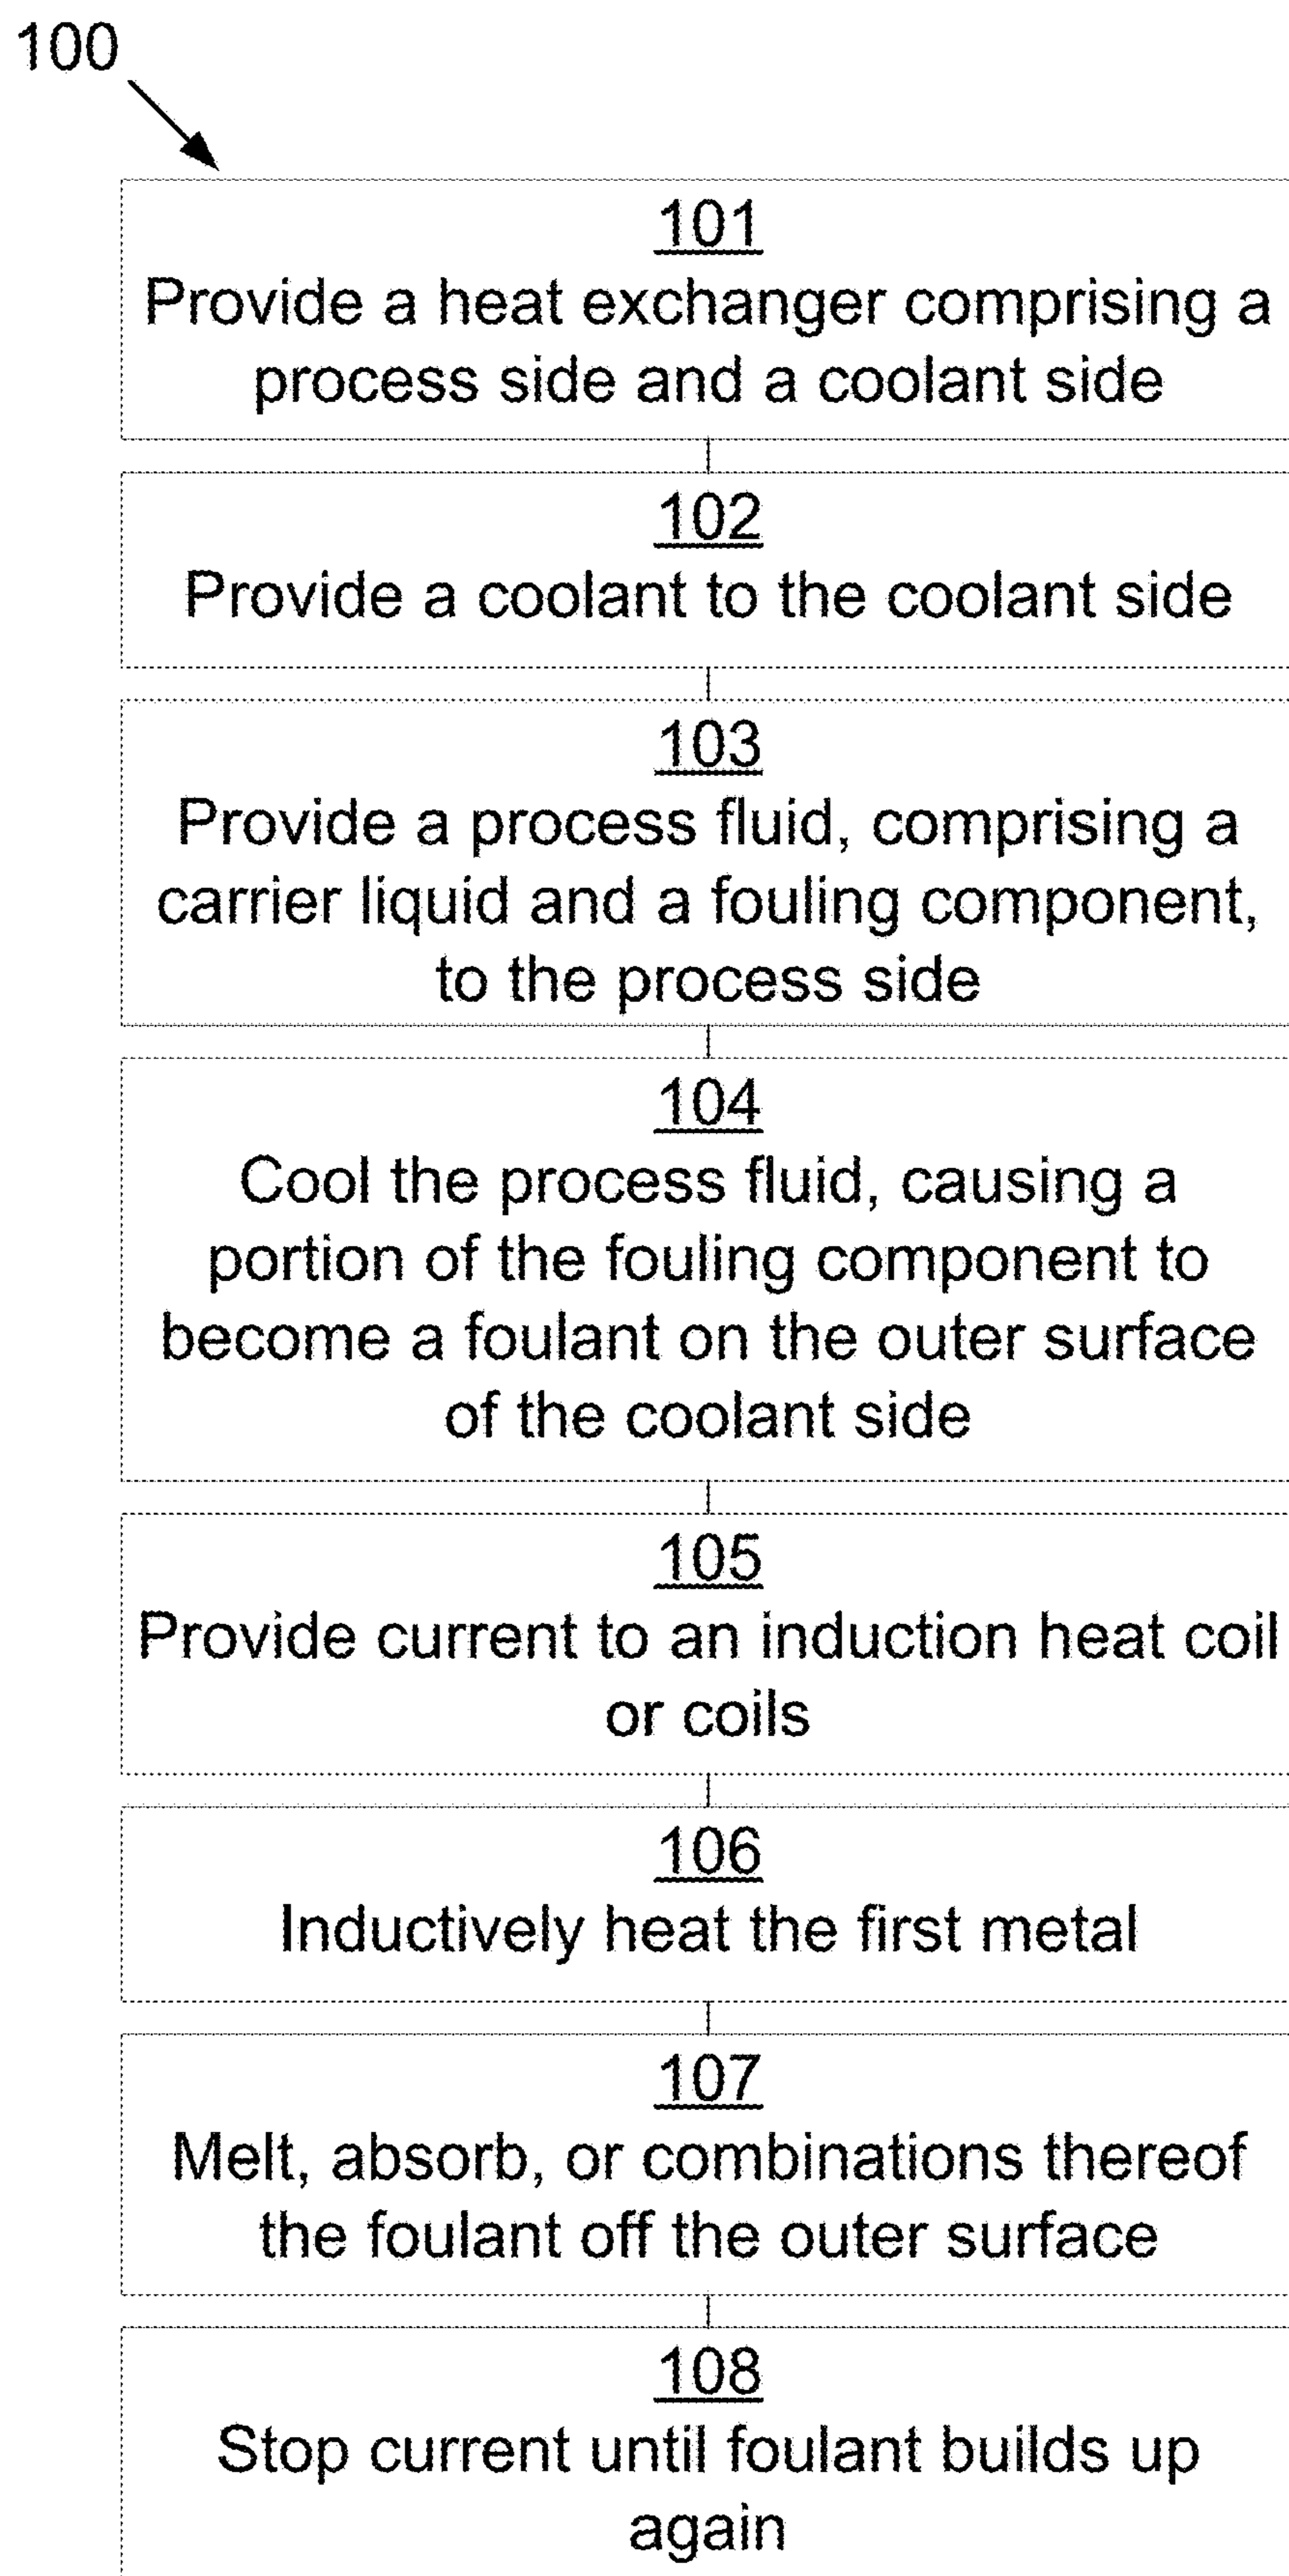 100
101
Provide a heat exchanger comprising a
process side and a coolant side
102
Provide a coolant to the coolant side
103
Provide a process fluid, comprising a
carrier liquid and a fouling component,
to the process side
104
Cool the process fluid, causing a
portion of the fouling component to
become a foulant on the outer surface
of the coolant side
105
Provide current to an induction heat coil
or coils
106
Inductively heat the first metal
107
Melt, absorb, or combinations thereof
the foulant off the outer surface
108
Stop current until foulant builds up
again